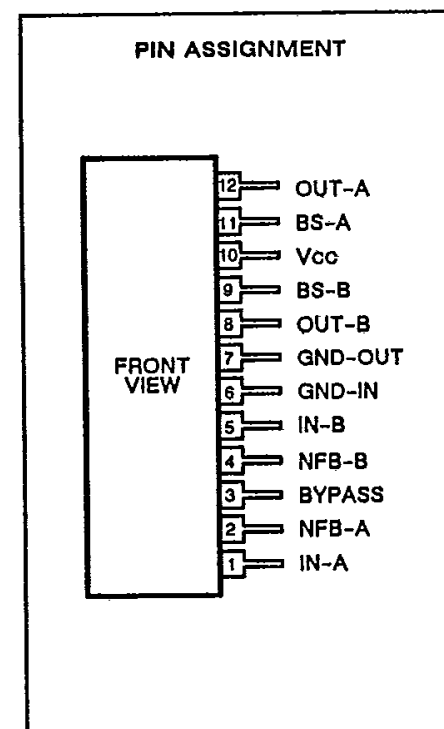 PIN ASSIGNMENT
12 OUT-A
11 BS-A
10 Vcc
9 BS-B
8 OUT-B
7 GND-OUT
FRONT
VIEW
6 GND-IN
5 IN-B
4 NFB-B
3 BYPASS
2 NFB-A
1 IN-A